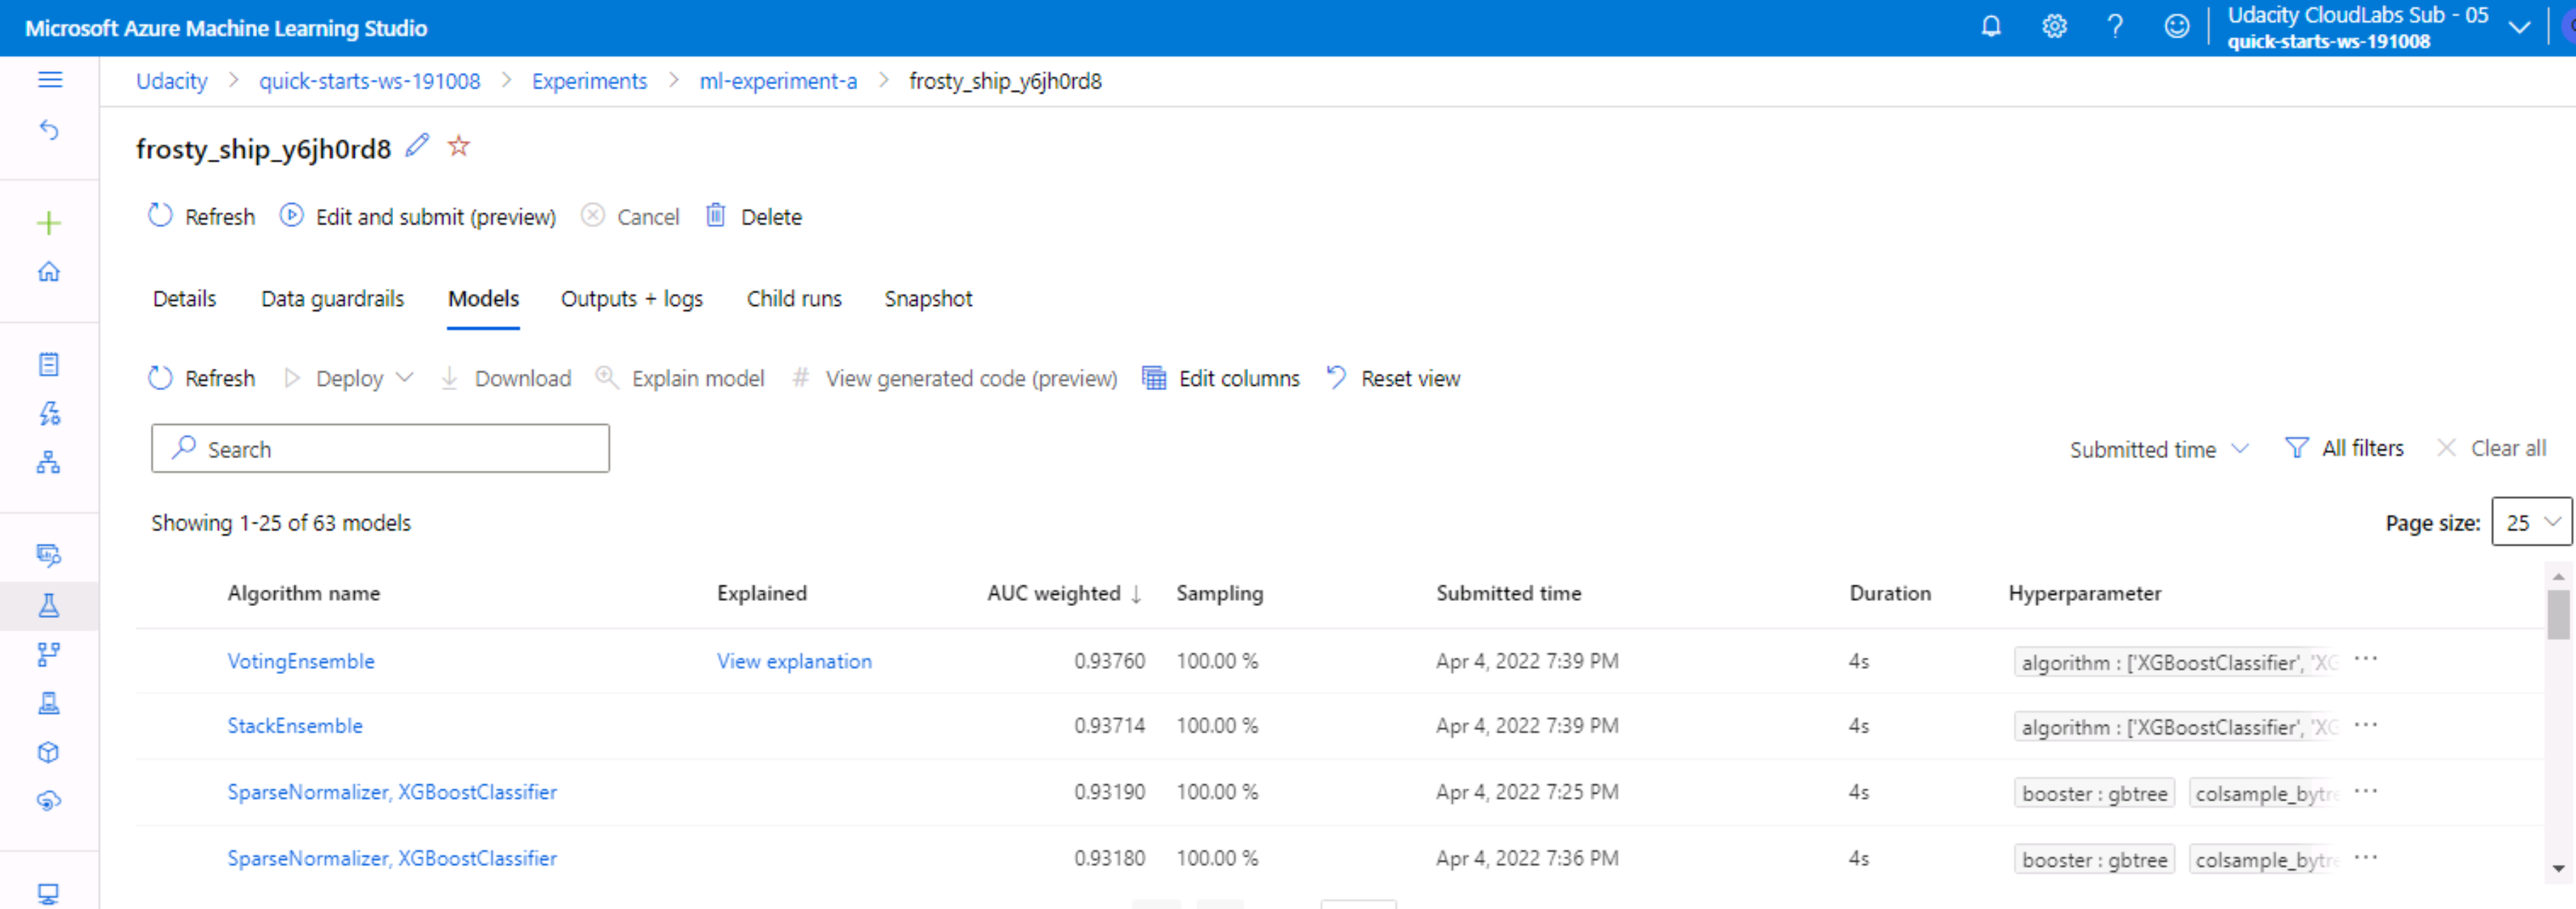 Microsoft Azure Machine Learning Studio
Udacity CloudLabs Sub - 05
quick-starts-ws-191008
Udacity > quick-starts-ws-191008 > Experiments > ml-experiment-a > frosty_ship_y6jh0rd8
frosty_ship_y6jh0rd8
Refresh Edit and submit (preview) Cancel Delete
Details Data guardrails Models Outputs + logs Child runs Snapshot
Refresh Deploy Download Explain model # View generated code (preview) Edit columns Reset view
Search
Submitted time All filters Clear all
Showing 1-25 of 63 models
Page size: 25
Algorithm name Explained AUC weighted ↓ Sampling Submitted time Duration Hyperparameter
VotingEnsemble View explanation 0.93760 100.00 % Apr 4, 2022 7:39 PM 4s algorithm : ['XGBoostClassifier', 'XG ···
StackEnsemble 0.93714 100.00 % Apr 4, 2022 7:39 PM 4s algorithm : ['XGBoostClassifier', 'XG ···
SparseNormalizer, XGBoostClassifier 0.93190 100.00 % Apr 4, 2022 7:25 PM 4s booster : gbtree colsample_bytre ···
SparseNormalizer, XGBoostClassifier 0.93180 100.00 % Apr 4, 2022 7:36 PM 4s booster : gbtree colsample_bytre ···